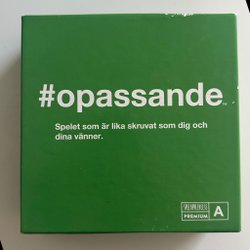 #opassande
Spelet som är lika skruvat som dig och
dina vänner.
PREMIUM
A